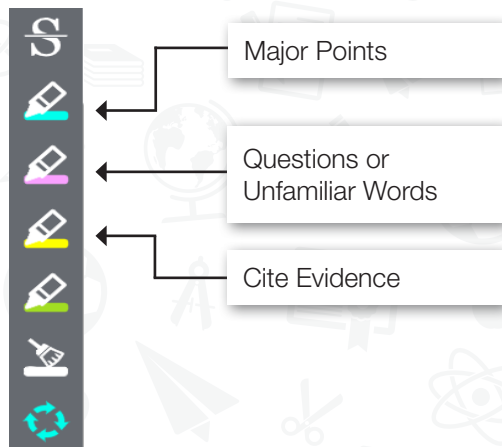 S
Major Points
Questions or
Unfamiliar Words
Cite Evidence